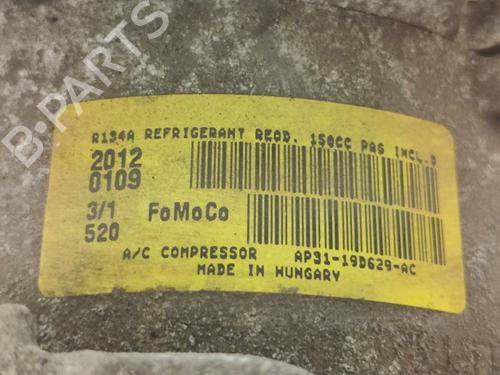 B-PARTS
R134A REFRIGERANT REQD. 150CC PAG INCL.D
2012
0109
3/1 FoMoCo
520
A/C COMPRESSOR AP31-19D629-AC
MADE IN HUNGARY